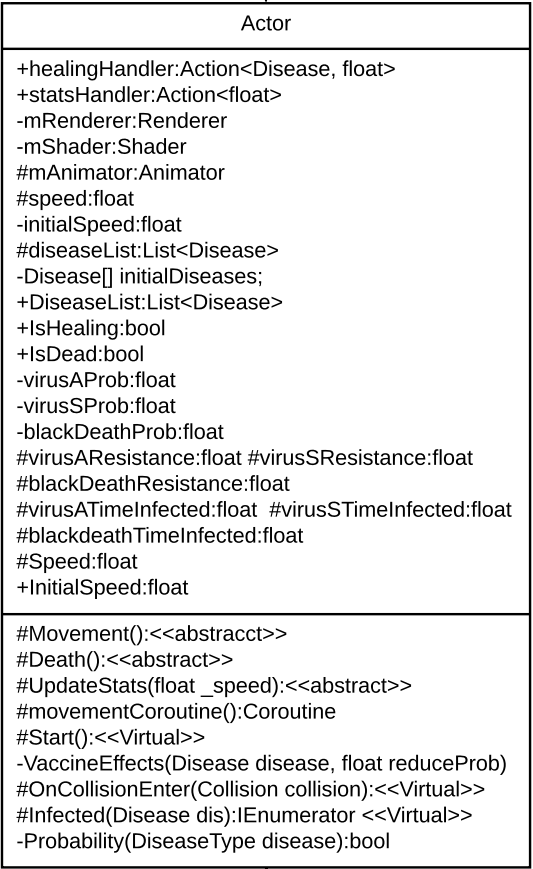 Actor
+healingHandler:Action<Disease, float>
+statsHandler:Action<float>
-mRenderer:Renderer
-mShader:Shader
#mAnimator:Animator
#speed:float
-initialSpeed:float
#diseaseList:List<Disease>
-Disease[] initialDiseases;
+DiseaseList:List<Disease>
+IsHealing:bool
+IsDead:bool
-virusAProb:float
-virusSProb:float
-blackDeathProb:float
#virusAResistance:float #virusSResistance:float
#blackDeathResistance:float
#virusATimeInfected:float  #virusSTimeInfected:float
#blackdeathTimeInfected:float
#Speed:float
+InitialSpeed:float
#Movement():<<abstracct>>
#Death():<<abstract>>
#UpdateStats(float _speed):<<abstract>>
#movementCoroutine():Coroutine
#Start():<<Virtual>>
-VaccineEffects(Disease disease, float reduceProb)
#OnCollisionEnter(Collision collision):<<Virtual>>
#Infected(Disease dis):IEnumerator <<Virtual>>
-Probability(DiseaseType disease):bool